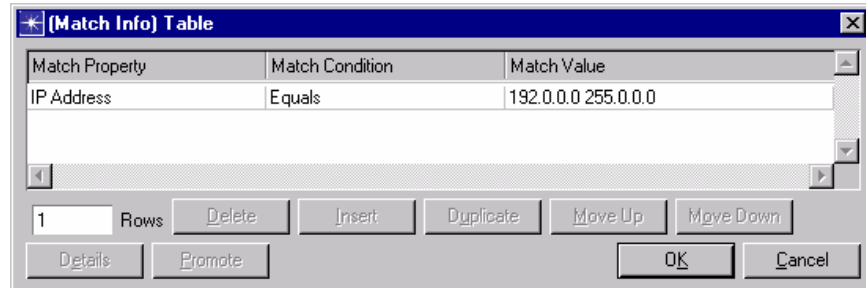 (Match Info) Table
Match Property Match Condition Match Value
IP Address Equals 192.0.0.0 255.0.0.0
1 Rows Delete Insert Duplicate Move Up Move Down
Details Promote OK Cancel